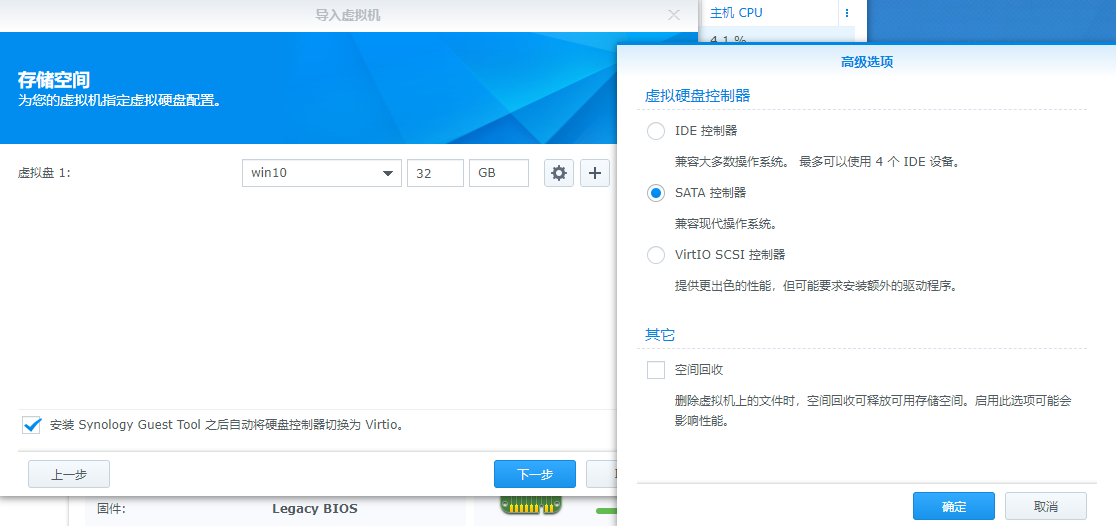 导入虚拟机
主机 CPU
4.1 %
存储空间
为您的虚拟机指定虚拟硬盘配置。
虚拟盘 1:
win10
32
GB
安装 Synology Guest Tool 之后自动将硬盘控制器切换为 Virtio。
上一步
下一步
固件:
Legacy BIOS
高级选项
虚拟硬盘控制器
IDE 控制器
兼容大多数操作系统。 最多可以使用 4 个 IDE 设备。
SATA 控制器
兼容现代操作系统。
VirtIO SCSI 控制器
提供更出色的性能，但可能要求安装额外的驱动程序。
其它
空间回收
删除虚拟机上的文件时，空间回收可释放可用存储空间。启用此选项可能会
影响性能。
确定
取消